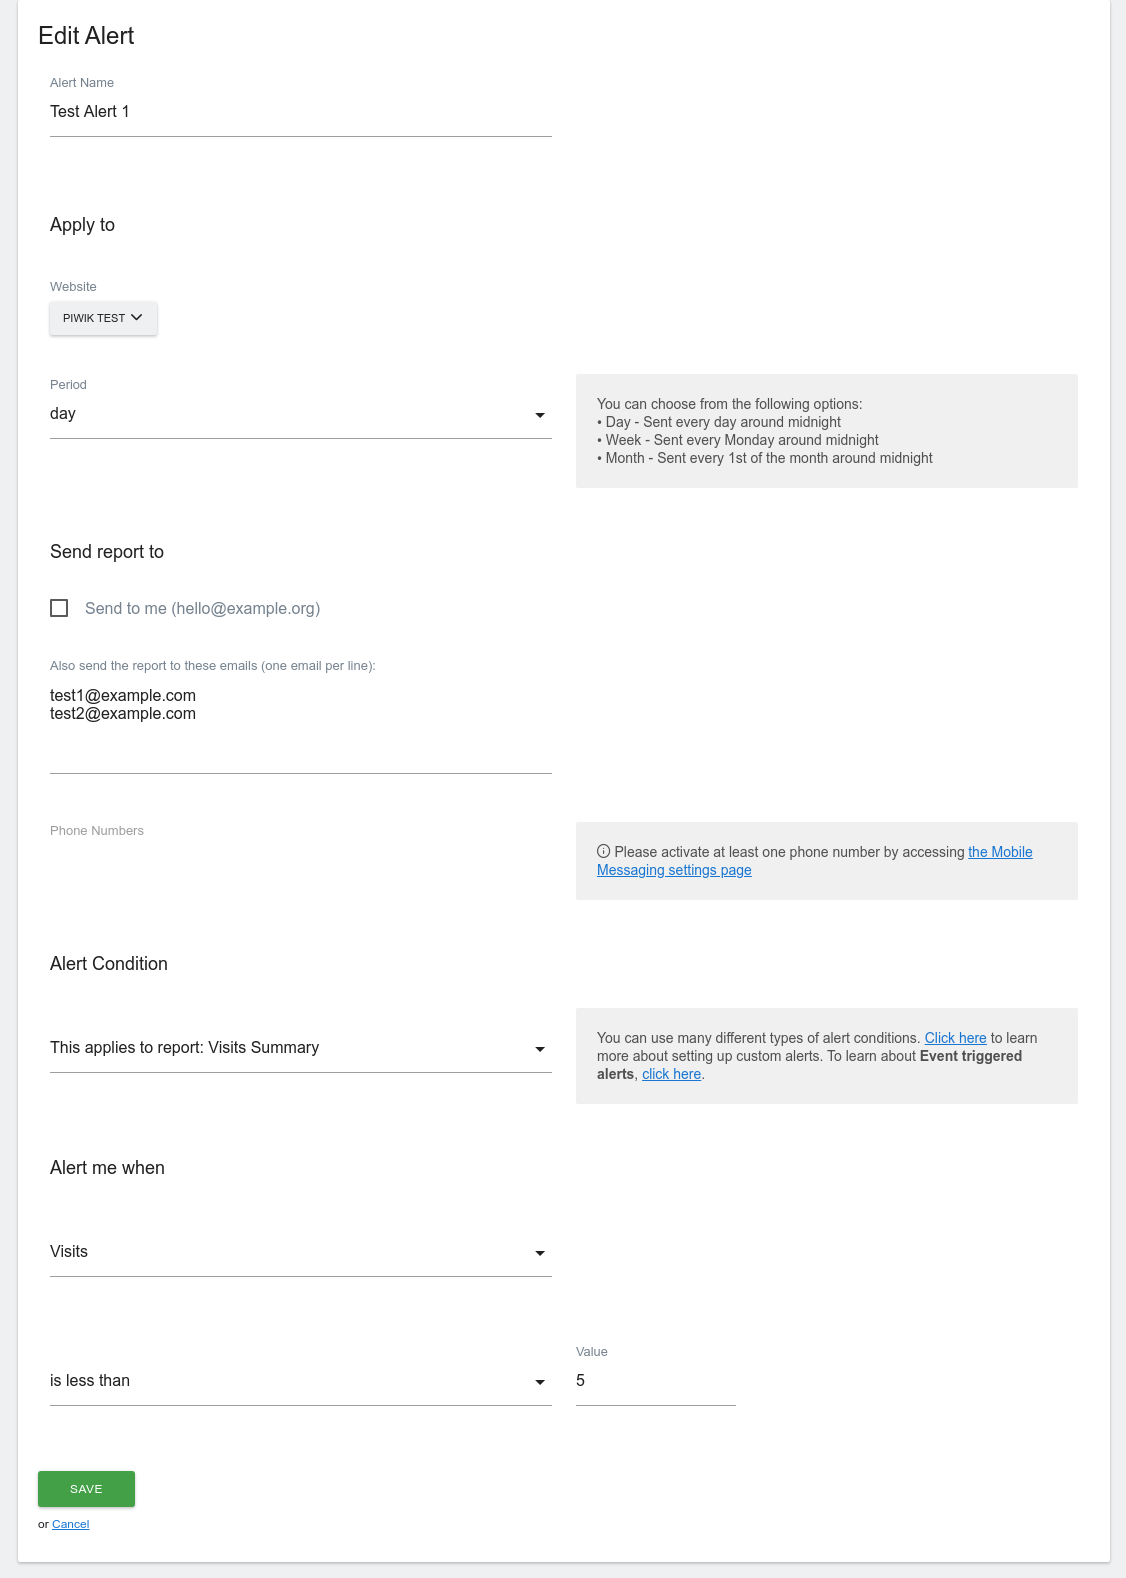 Edit Alert
Alert Name
Test Alert 1
Apply to
Website
PIWIK TEST
Period
day
You can choose from the following options:
• Day - Sent every day around midnight
• Week - Sent every Monday around midnight
• Month - Sent every 1st of the month around midnight
Send report to
Send to me (hello@example.org)
Also send the report to these emails (one email per line):
test1@example.com
test2@example.com
Phone Numbers
Please activate at least one phone number by accessing the Mobile
Messaging settings page
Alert Condition
This applies to report: Visits Summary
You can use many different types of alert conditions. Click here to learn
more about setting up custom alerts. To learn about Event triggered
alerts, click here.
Alert me when
Visits
is less than
Value
5
SAVE
or Cancel